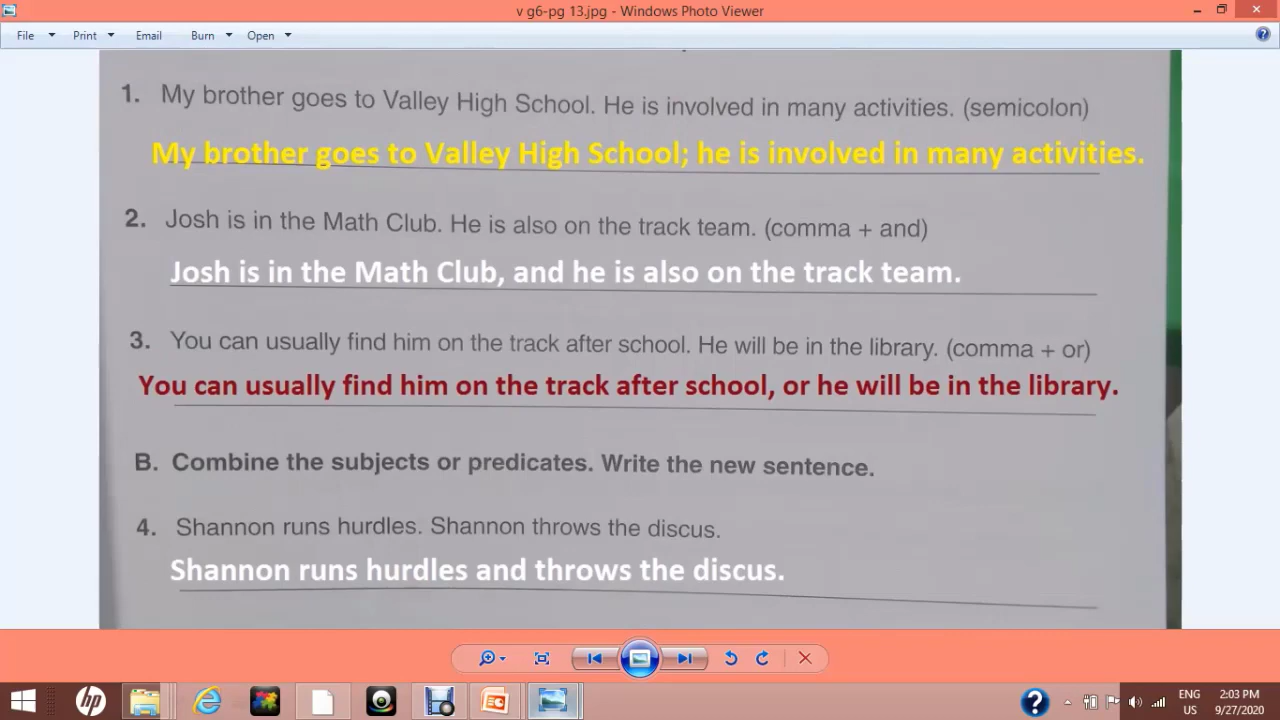 v g6-pg 13.jpg - Windows Photo Viewer
File Print Email Burn Open
1. My brother goes to Valley High School. He is involved in many activities. (semicolon)
My brother goes to Valley High School; he is involved in many activities.
2. Josh is in the Math Club. He is also on the track team. (comma + and)
Josh is in the Math Club, and he is also on the track team.
3. You can usually find him on the track after school. He will be in the library. (comma + or)
You can usually find him on the track after school, or he will be in the library.
B. Combine the subjects or predicates. Write the new sentence.
4. Shannon runs hurdles. Shannon throws the discus.
Shannon runs hurdles and throws the discus.
hp
ENG 2:03 PM
US 9/27/2020